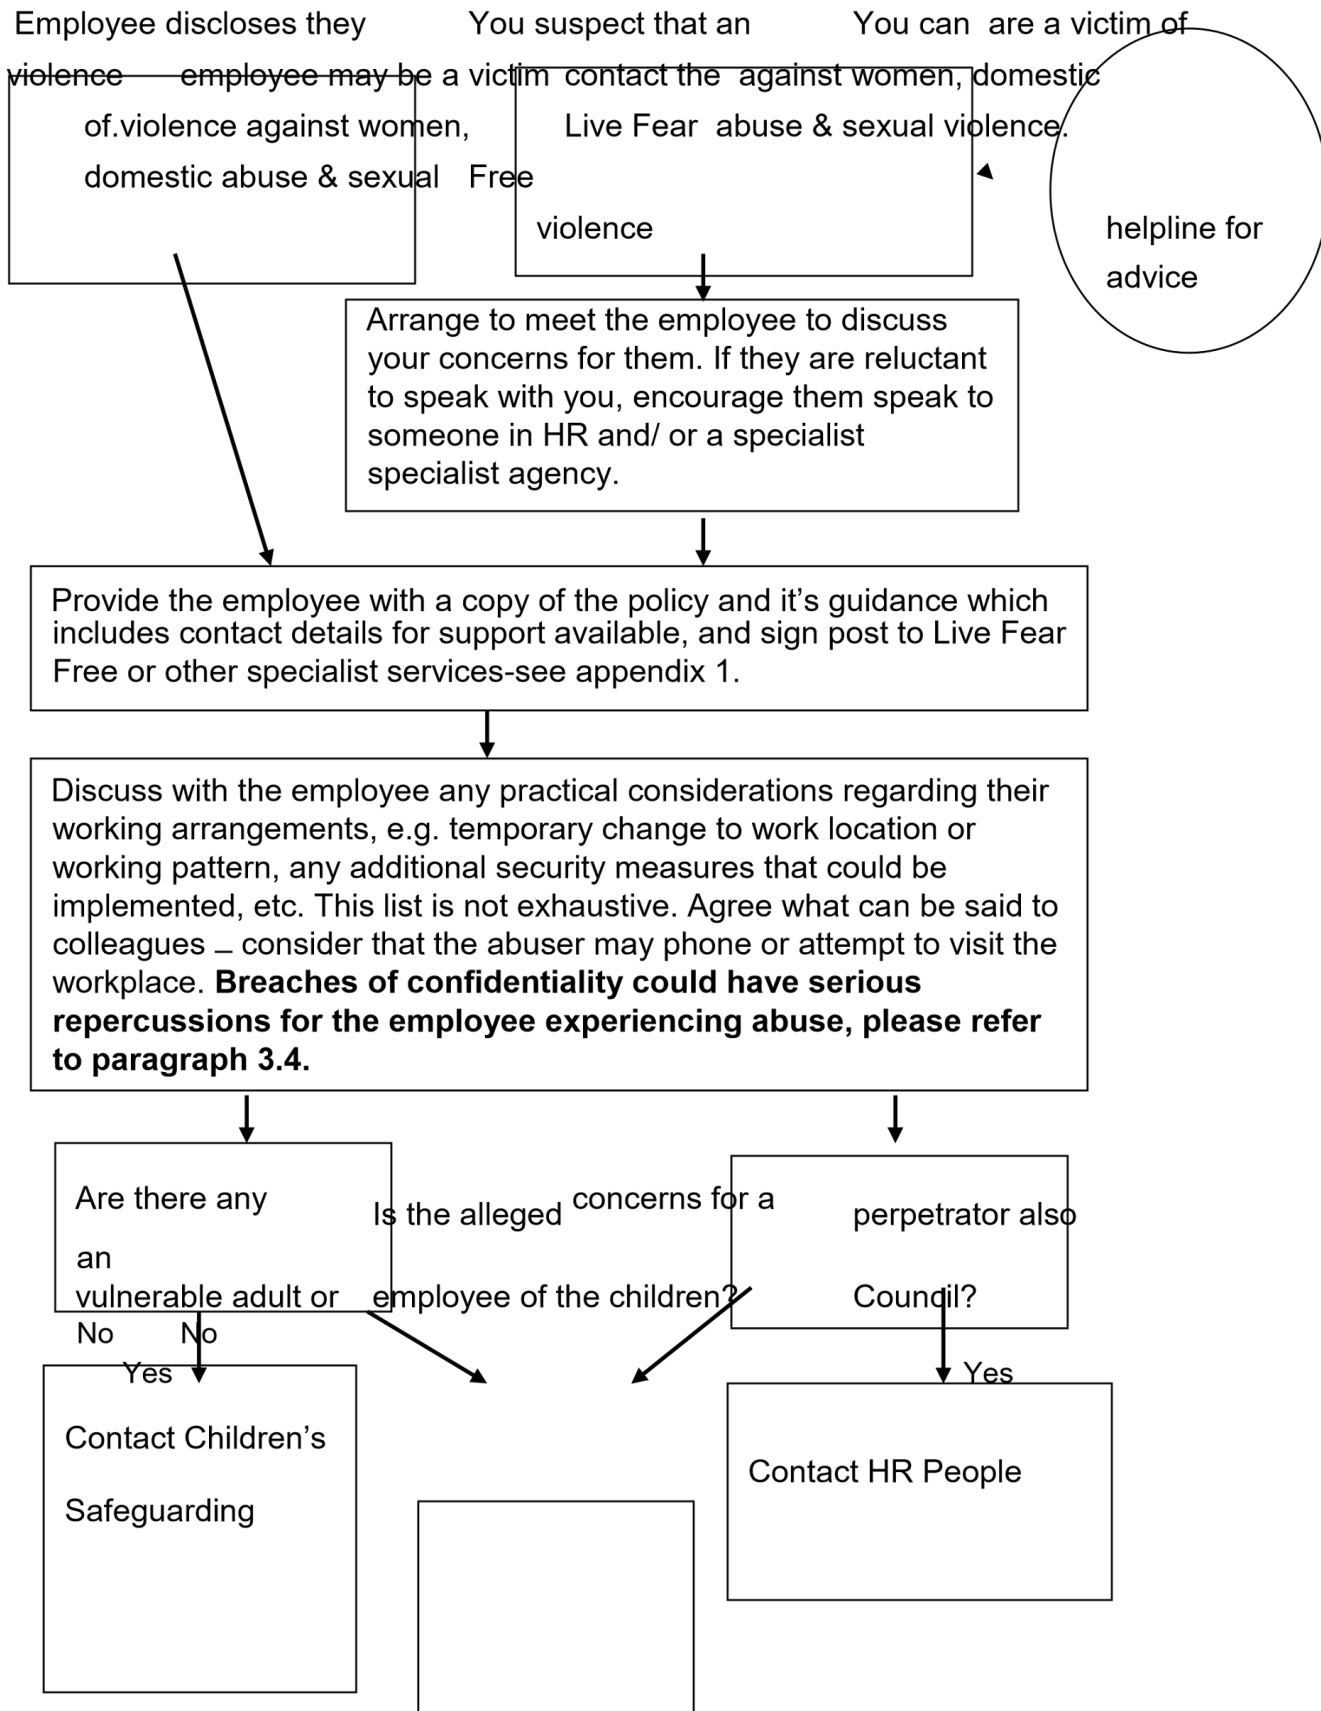 Employee discloses they You suspect that an You can are a victim of
violence employee may be a victim contact the against women, domestic
of.violence against women, Live Fear abuse & sexual violence.
domestic abuse & sexual Free
violence helpline for
advice
Arrange to meet the employee to discuss
your concerns for them. If they are reluctant
to speak with you, encourage them speak to
someone in HR and/ or a specialist
specialist agency.
Provide the employee with a copy of the policy and it’s guidance which
includes contact details for support available, and sign post to Live Fear
Free or other specialist services-see appendix 1.
Discuss with the employee any practical considerations regarding their
working arrangements, e.g. temporary change to work location or
working pattern, any additional security measures that could be
implemented, etc. This list is not exhaustive. Agree what can be said to
colleagues – consider that the abuser may phone or attempt to visit the
workplace. Breaches of confidentiality could have serious
repercussions for the employee experiencing abuse, please refer
to paragraph 3.4.
Are there any Is the alleged concerns for a perpetrator also
an
vulnerable adult or employee of the children? Council?
No No
Yes Yes
Contact Children’s
Contact HR People
Safeguarding